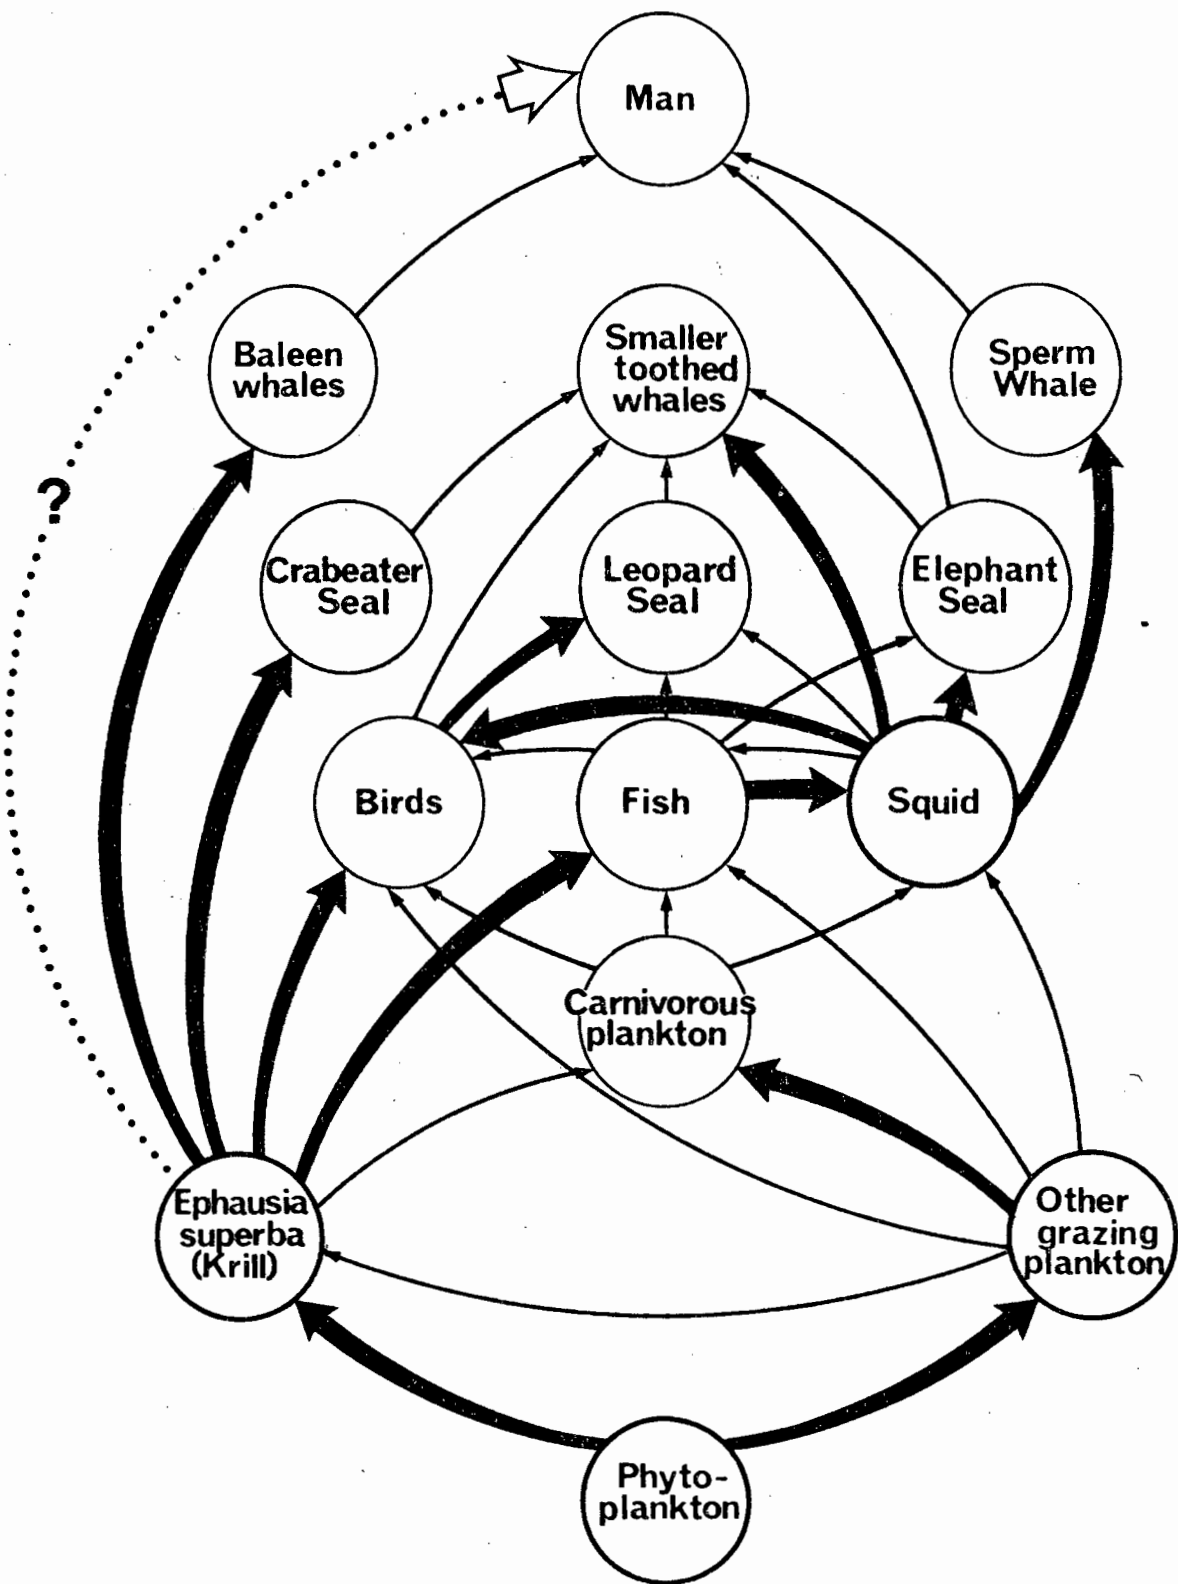 Man
Baleen
whales
Smaller
toothed
whales
Sperm
Whale
?
Crabeater
Seal
Leopard
Seal
Elephant
Seal
Birds
Fish
Squid
Carnivorous
plankton
Ephausia
superba
(Krill)
Other
grazing
plankton
Phyto-
plankton